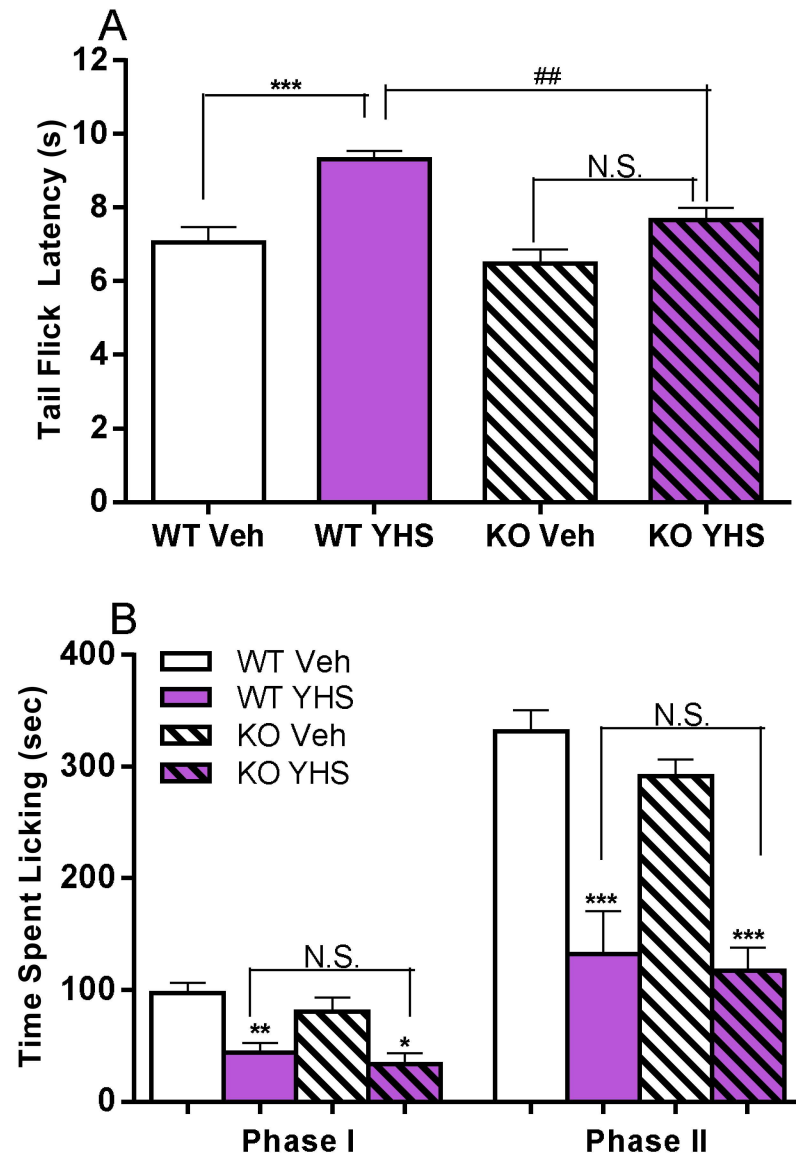 A
Tail Flick Latency (s)
12
10
8
6
4
2
0
***
##
N.S.
WT Veh WT YHS KO Veh KO YHS
B
Time Spent Licking (sec)
400
300
200
100
0
WT Veh
WT YHS
KO Veh
KO YHS
N.S.
***
***
N.S.
**
*
Phase I Phase II